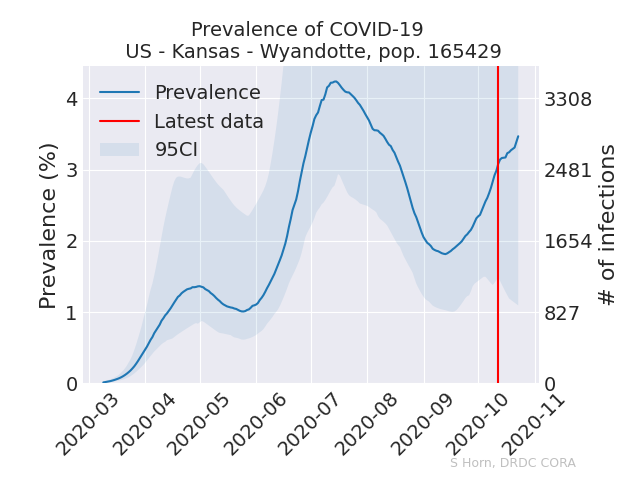 Prevalence of COVID-19
US - Kansas - Wyandotte, pop. 165429
Prevalence
Latest data
95CI
Prevalence (%)
4
3
2
1
0
3308
2481
1654
827
0
# of infections
2020-03
2020-04
2020-05
2020-06
2020-07
2020-08
2020-09
2020-10
2020-11
S Horn, DRDC CORA